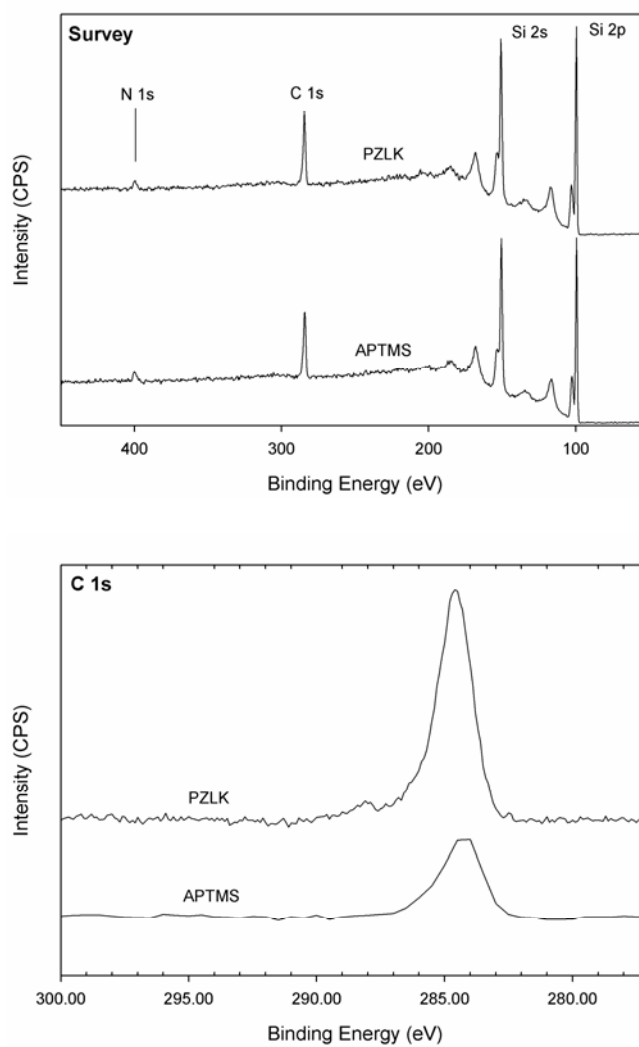 Survey
Si 2s
Si 2p
N 1s
C 1s
PZLK
APTMS
Intensity (CPS)
400
300
200
100
Binding Energy (eV)
C 1s
PZLK
APTMS
Intensity (CPS)
300.00
295.00
290.00
285.00
280.00
Binding Energy (eV)